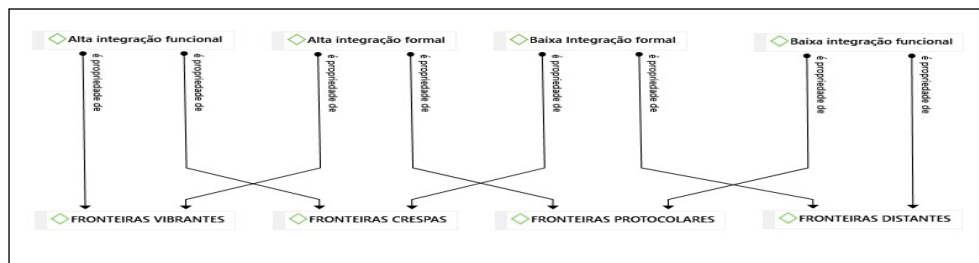 Alta integração funcional
Alta integração formal
Baixa Integração formal
Baixa integração funcional
é propriedade de
é propriedade de
é propriedade de
é propriedade de
é propriedade de
é propriedade de
é propriedade de
é propriedade de
FRONTEIRAS VIBRANTES
FRONTEIRAS CRESPAS
FRONTEIRAS PROTOCOLARES
FRONTEIRAS DISTANTES